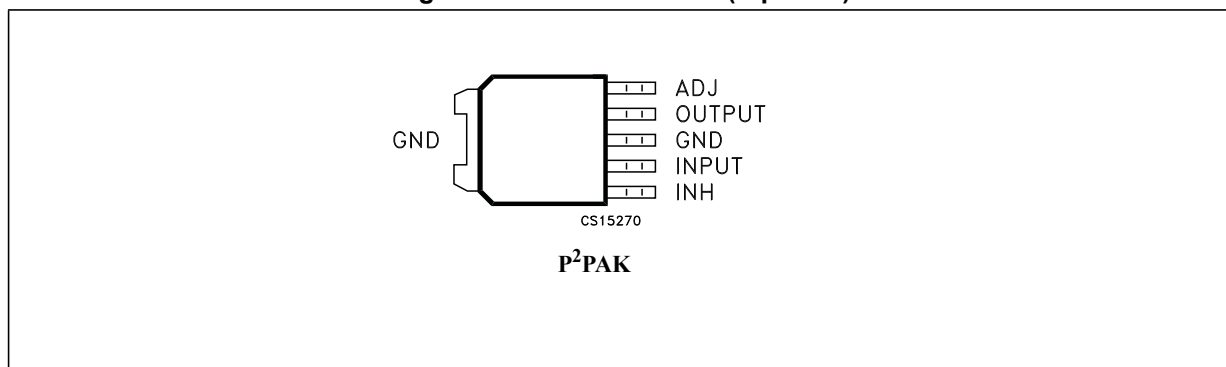 GND
ADJ
OUTPUT
GND
INPUT
INH
CS15270
P²PAK